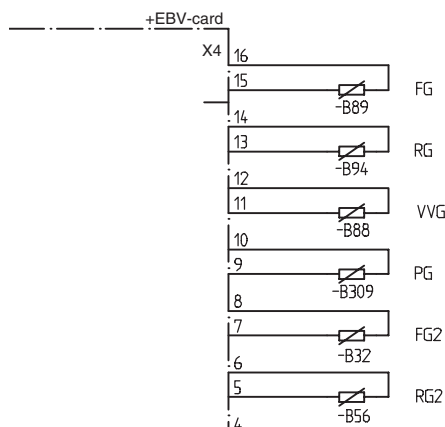 +EBV-card
X4
16
15
-B89
FG
14
13
-B94
RG
12
11
-B88
VVG
10
9
-B309
PG
8
7
-B32
FG2
6
5
-B56
RG2
4